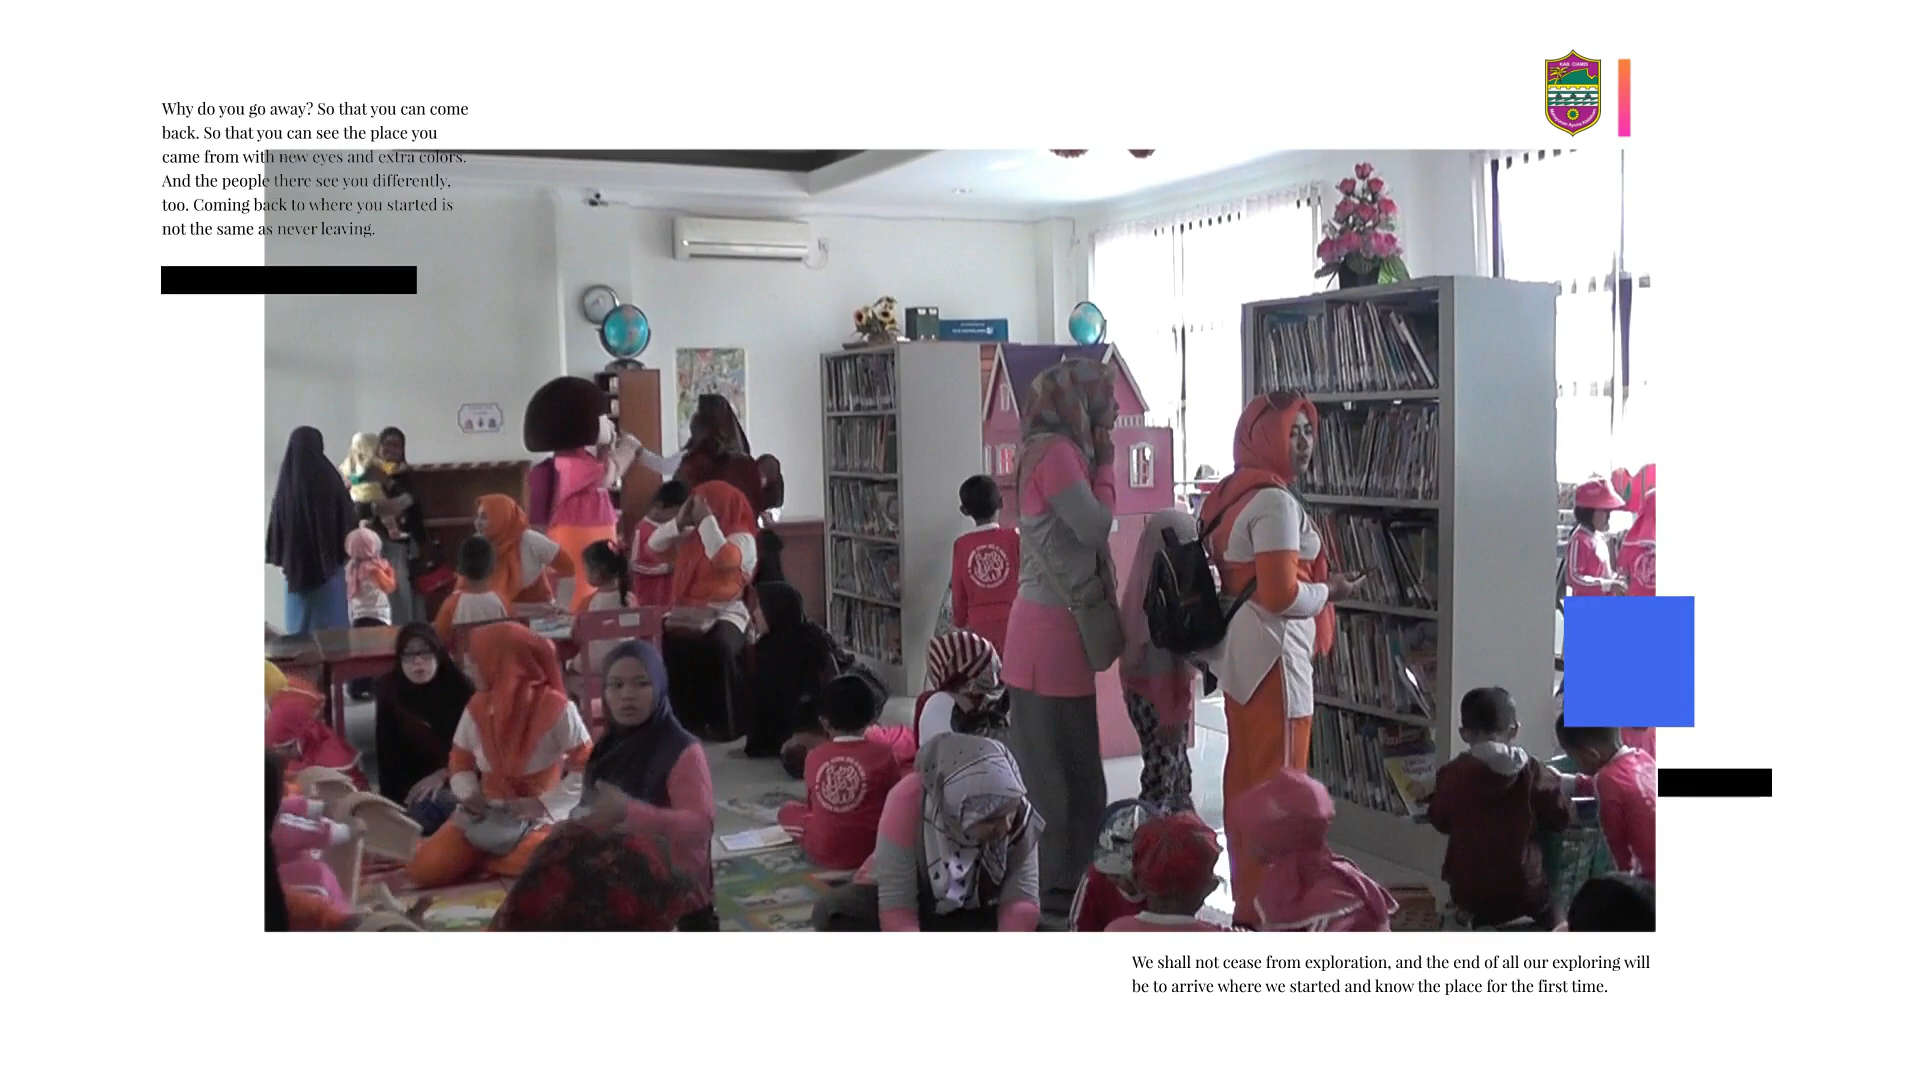 KAB. CIAMIS
Why do you go away? So that you can come
back. So that you can see the place you
came from with new eyes and extra colors.
And the people there see you differently,
too. Coming back to where you started is
not the same as never leaving.
We shall not cease from exploration, and the end of all our exploring will
be to arrive where we started and know the place for the first time.